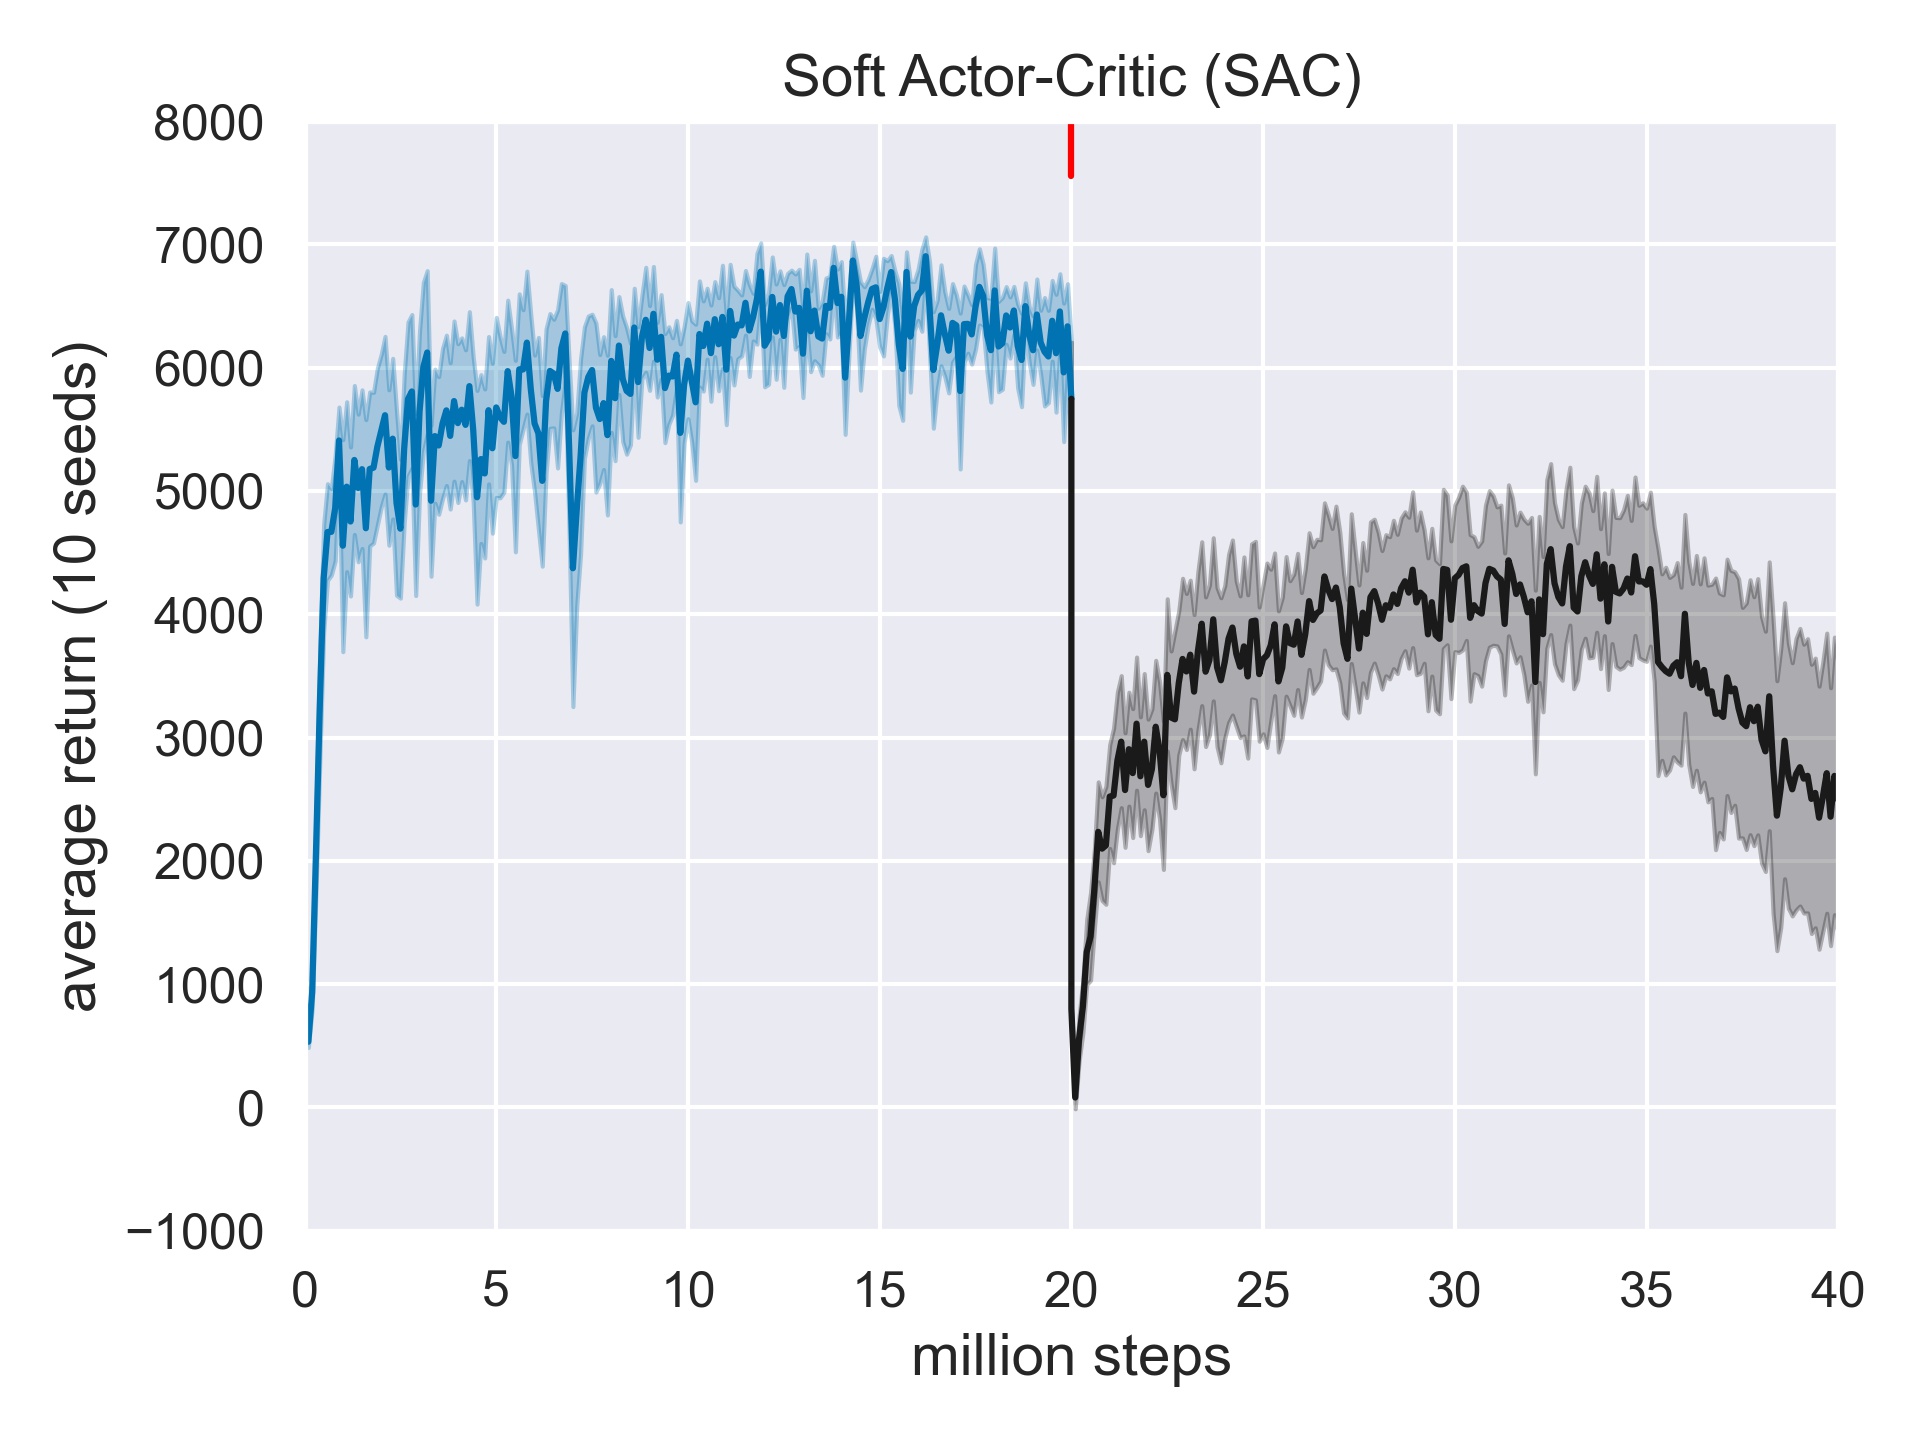 Soft Actor-Critic (SAC)
8000
7000
6000
5000
4000
3000
2000
1000
0
−1000
average return (10 seeds)
0 5 10 15 20 25 30 35 40
million steps